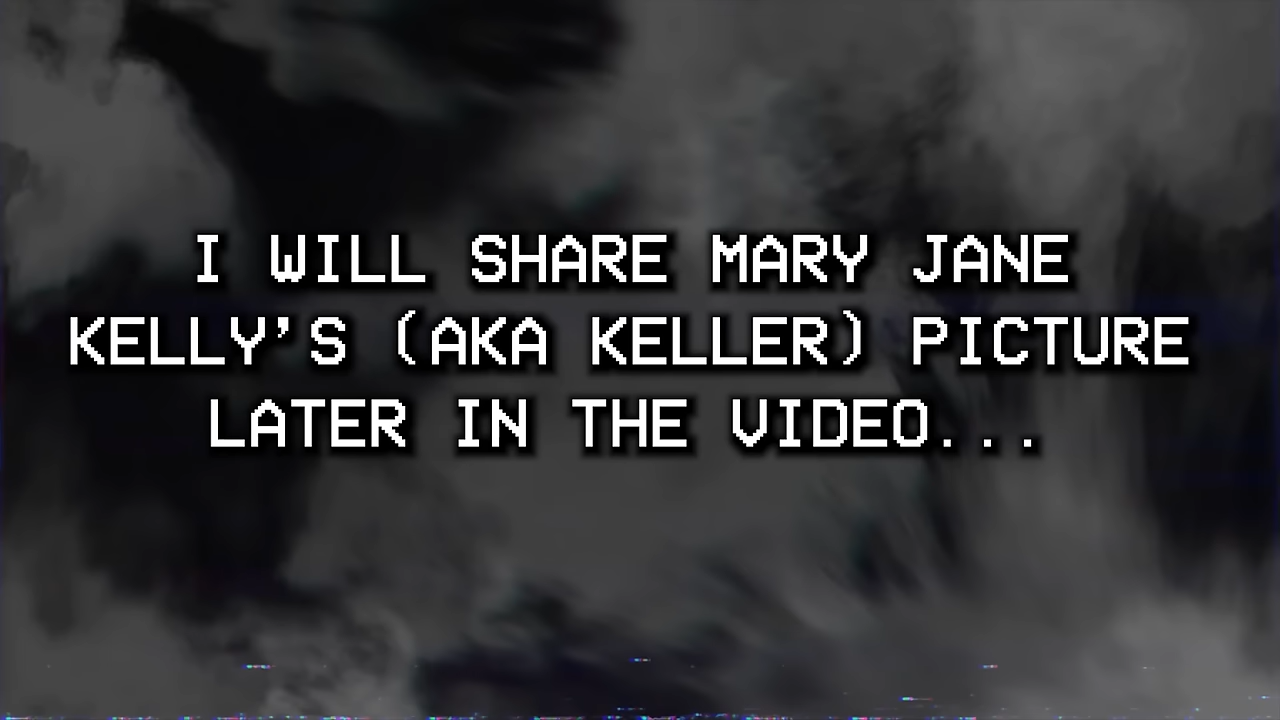 I WILL SHARE MARY JANE
KELLY'S (AKA KELLER) PICTURE
LATER IN THE VIDEO...